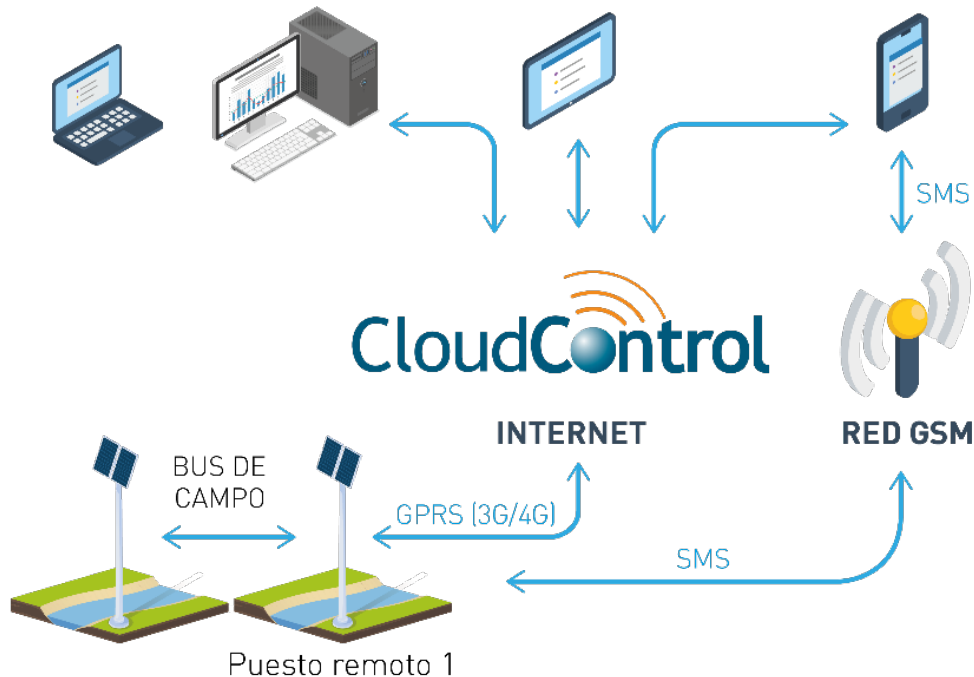 SMS
CloudControl
INTERNET
RED GSM
BUS DE
CAMPO
GPRS (3G/4G)
SMS
Puesto remoto 1